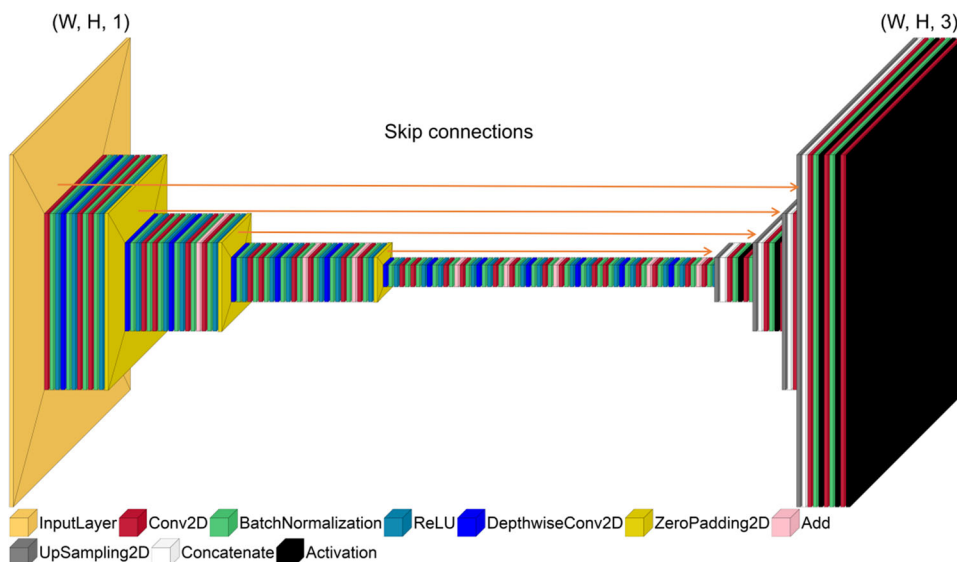 (W, H, 1) (W, H, 3)
Skip connections
InputLayer Conv2D BatchNormalization ReLU DepthwiseConv2D ZeroPadding2D Add
UpSampling2D Concatenate Activation